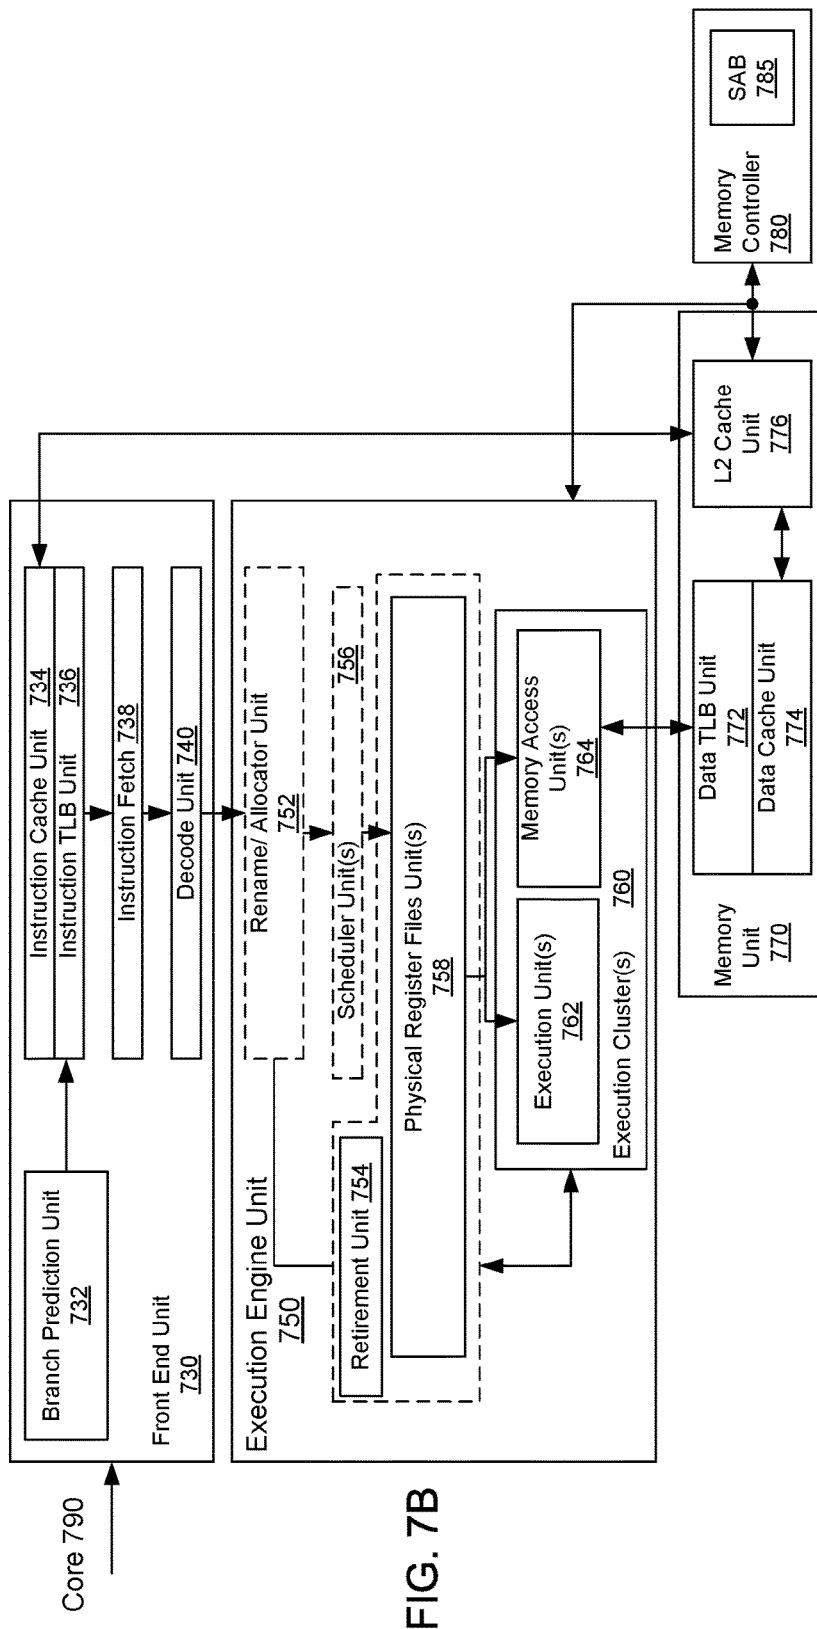 Core 790
Branch Prediction Unit
732
Front End Unit
730
Instruction Cache Unit 734
Instruction TLB Unit 736
Instruction Fetch 738
Decode Unit 740
Execution Engine Unit
750
Rename/ Allocator Unit
752
Scheduler Unit(s) 756
Retirement Unit 754
Physical Register Files Unit(s)
758
Execution Unit(s)
762
Memory Access
Unit(s)
764
Execution Cluster(s) 760
Memory
Unit
770
Data TLB Unit
772
Data Cache Unit
774
L2 Cache
Unit
776
Memory
Controller
780
SAB
785
FIG. 7B